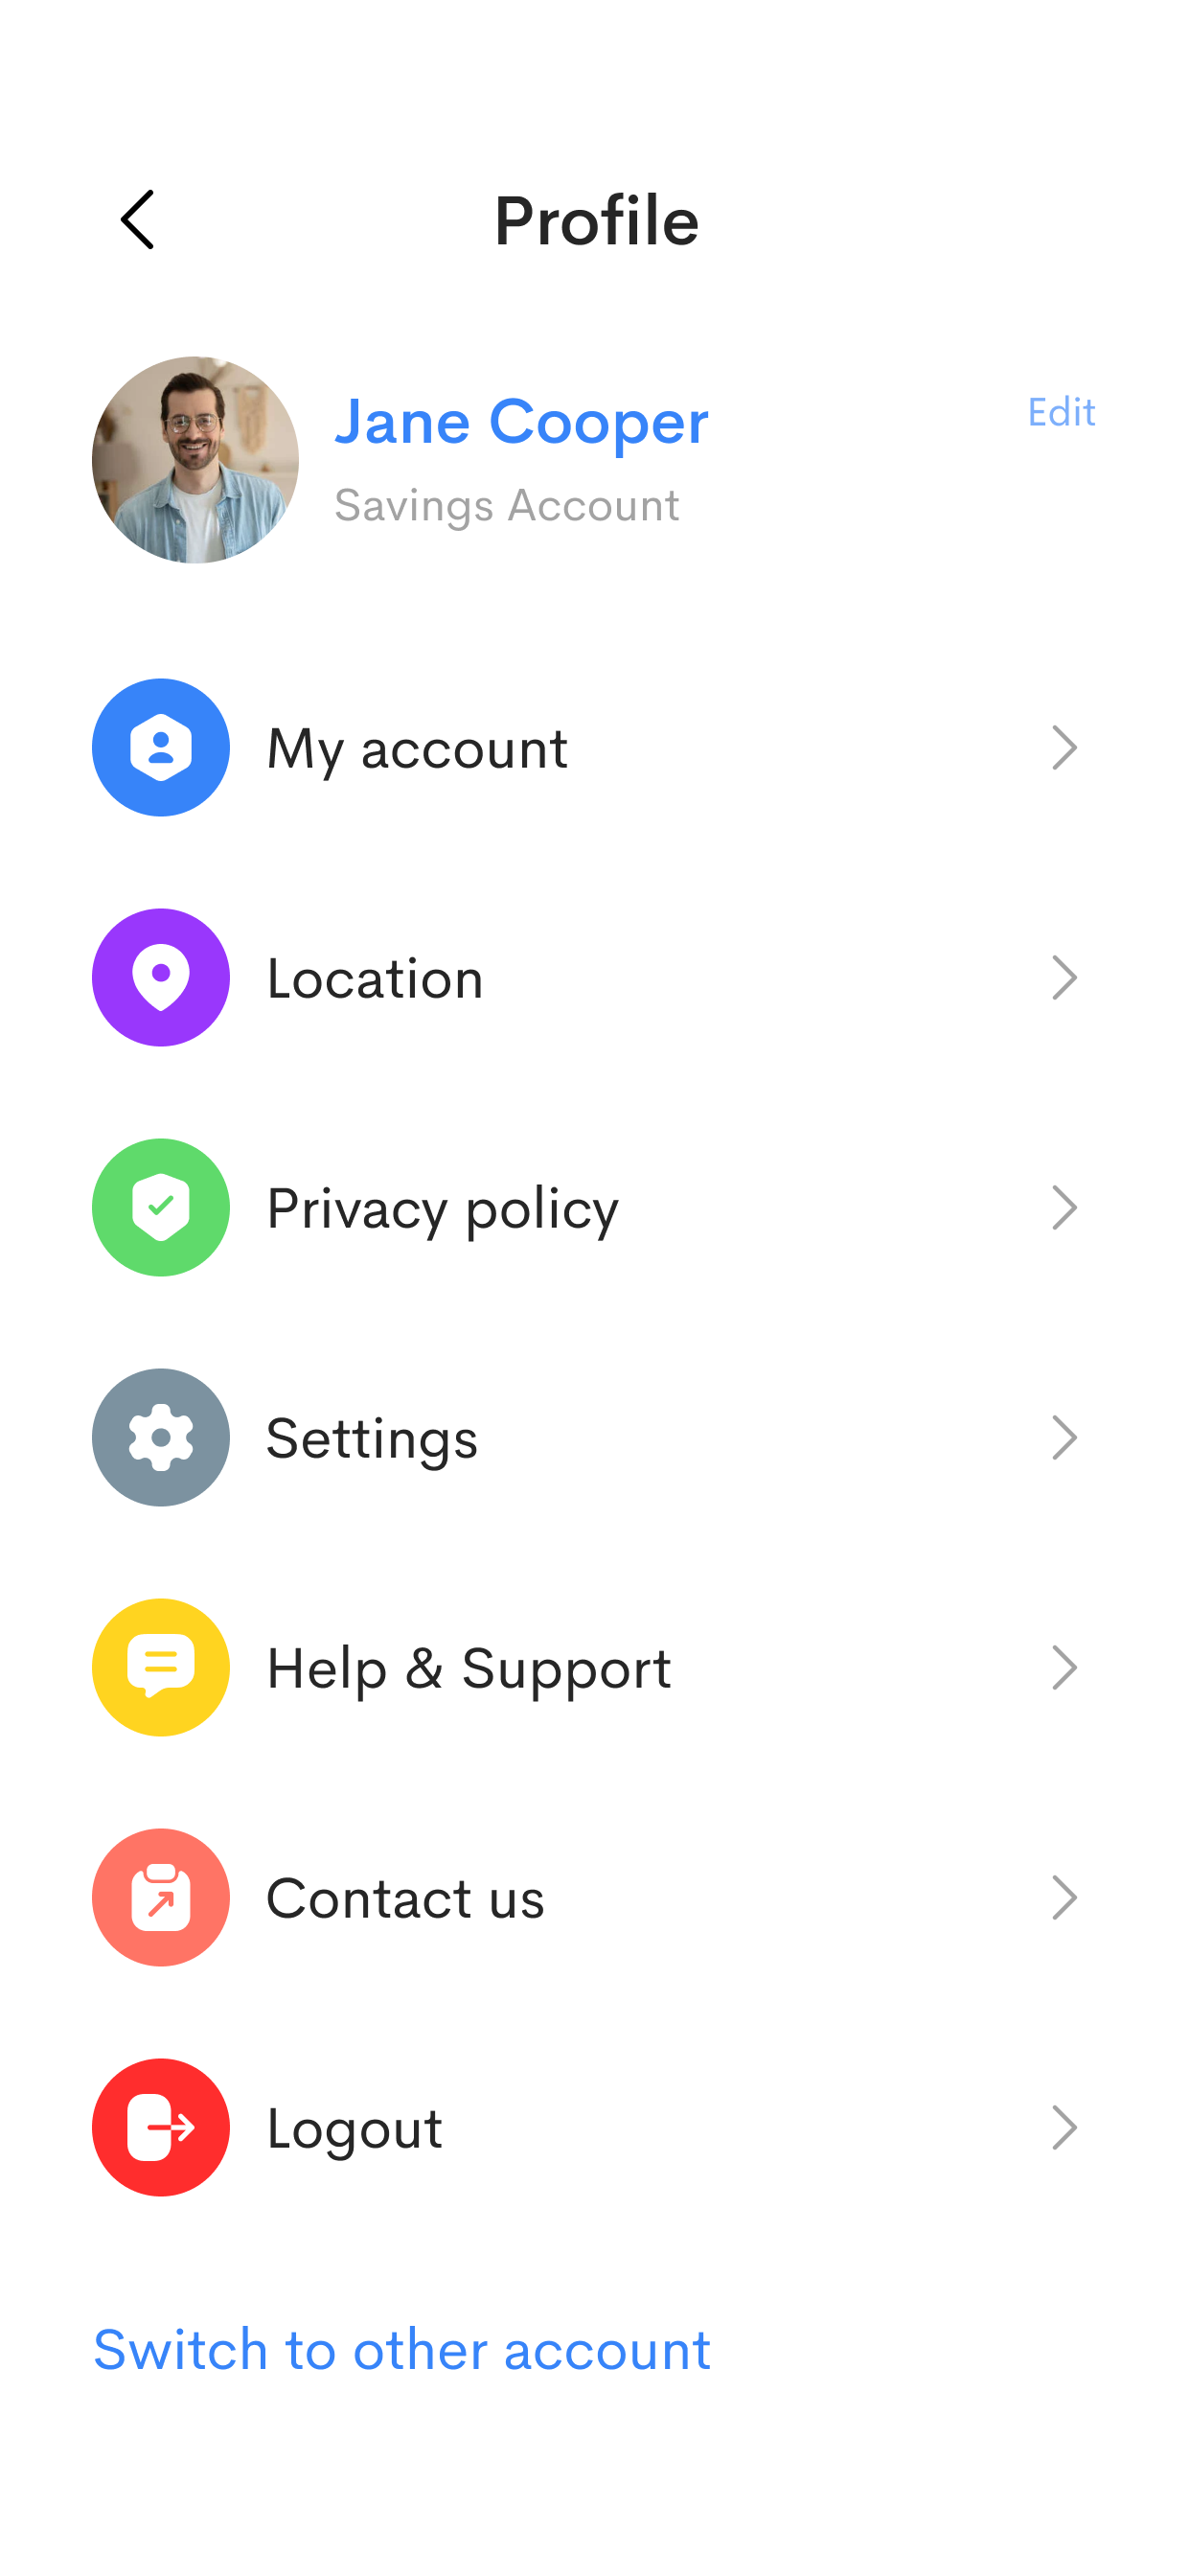 Profile
Jane Cooper
Edit
Savings Account
My account
Location
Privacy policy
Settings
Help & Support
Contact us
Logout
Switch to other account